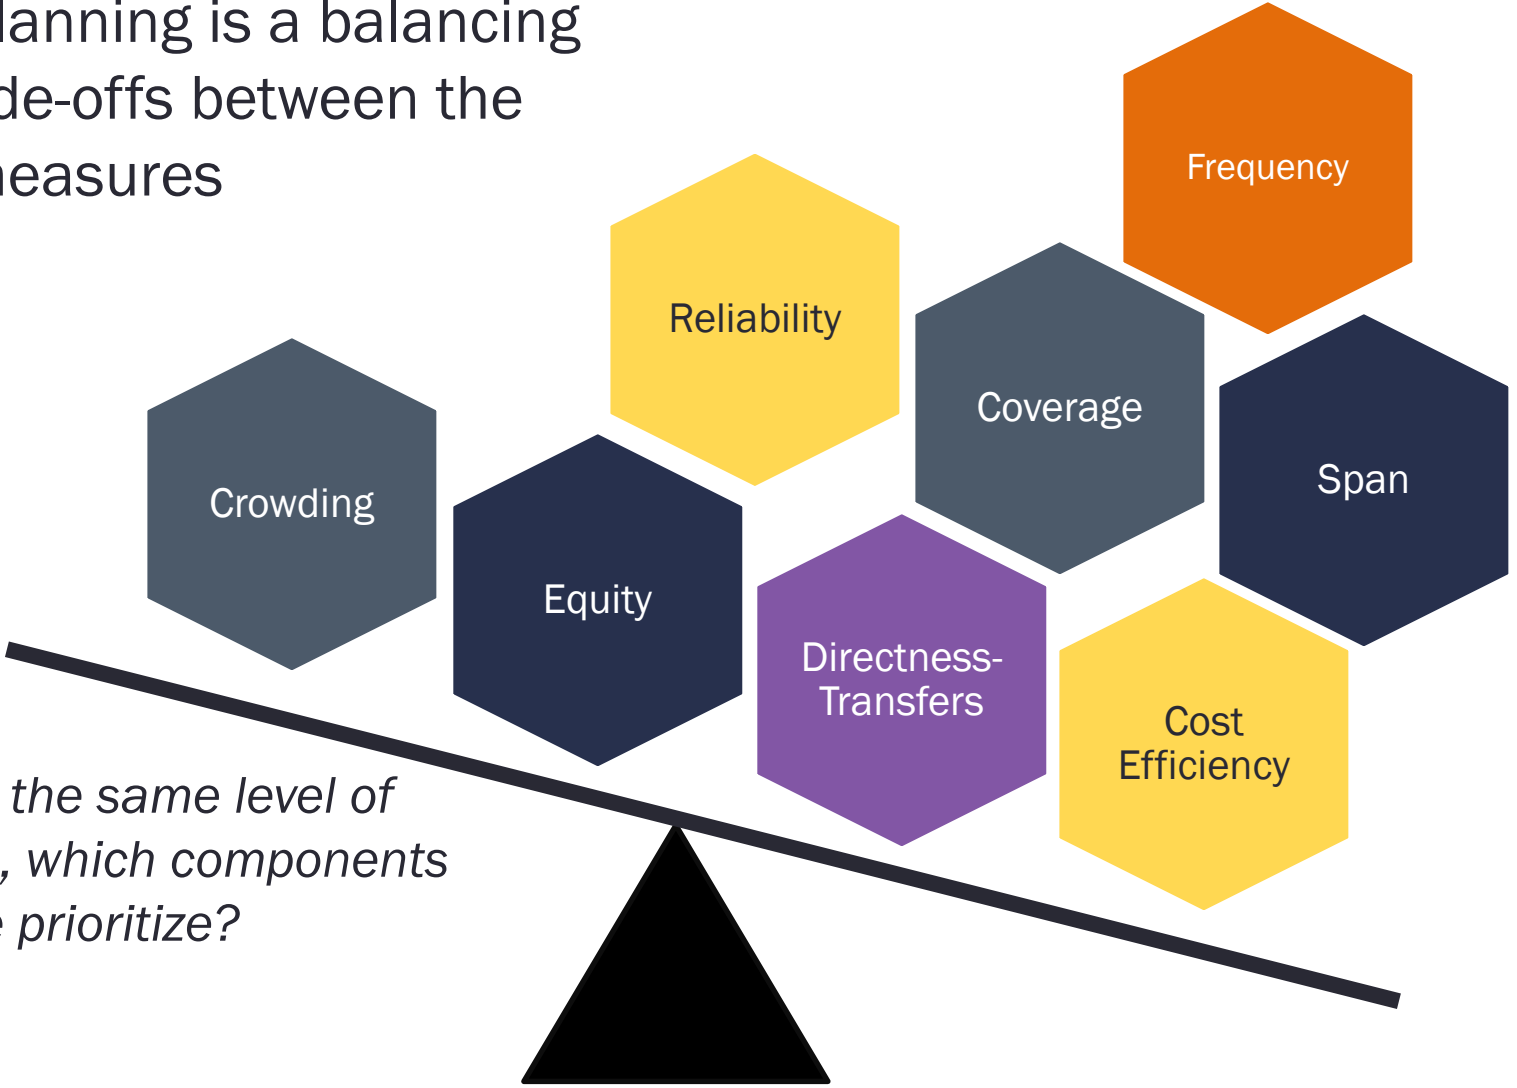 lanning is a balancing
de-offs between the
easures
Frequency
Reliability
Coverage
Span
Crowding
Equity
Directness-
Transfers
Cost
Efficiency
the same level of
, which components
prioritize?